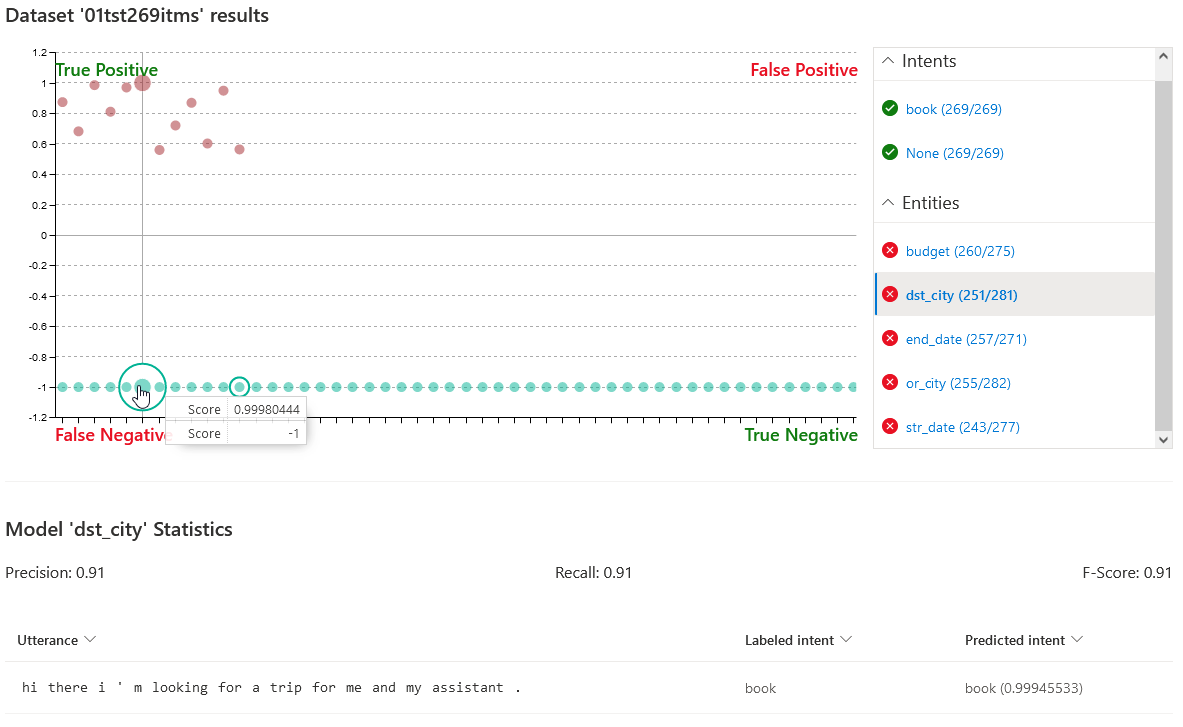 Dataset '01tst269itms' results
1.2
True Positive
False Positive
1
0.8
0.6
0.4
0.2
0
-0.2
-0.4
-0.6
-0.8
-1
-1.2
Score 0.99980444
Score -1
False Negative
True Negative
Intents
book (269/269)
None (269/269)
Entities
budget (260/275)
dst_city (251/281)
end_date (257/271)
or_city (255/282)
str_date (243/277)
Model 'dst_city' Statistics
Precision: 0.91 Recall: 0.91 F-Score: 0.91
Utterance Labeled intent Predicted intent
hi there i ' m looking for a trip for me and my assistant . book book (0.99945533)